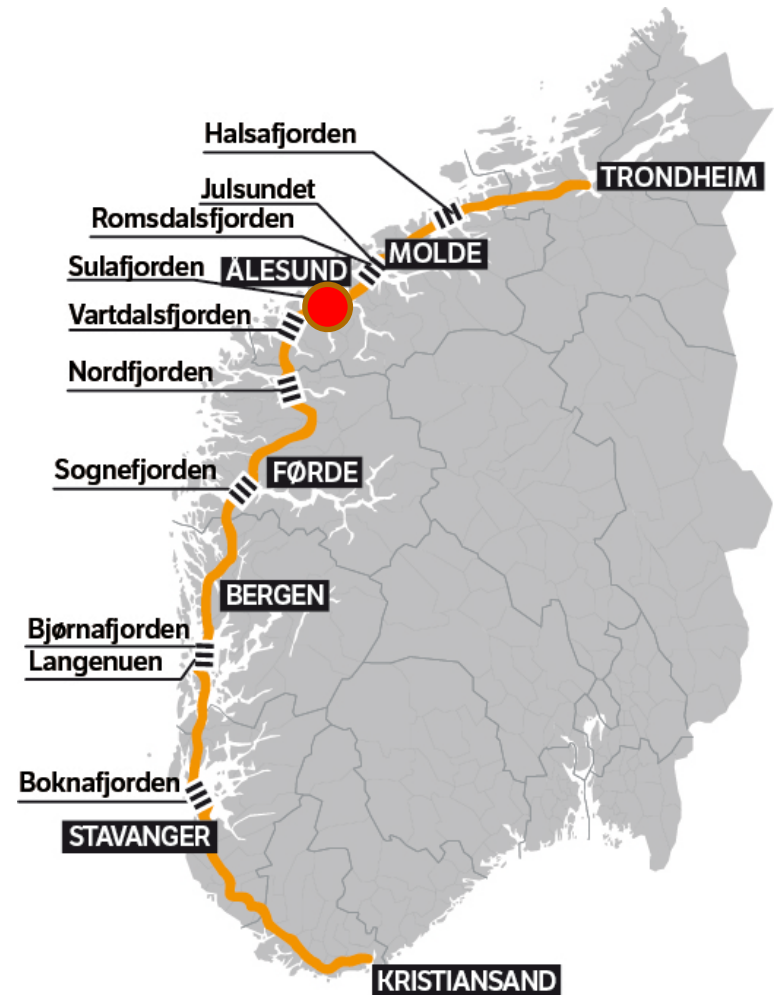 Halsafjorden
TRONDHEIM
Julsundet
Romsdalsfjorden
MOLDE
Sulafjorden
ÅLESUND
Vartdalsfjorden
Nordfjorden
Sognefjorden
FØRDE
BERGEN
Bjørnafjorden
Langenuen
Boknafjorden
STAVANGER
KRISTIANSAND